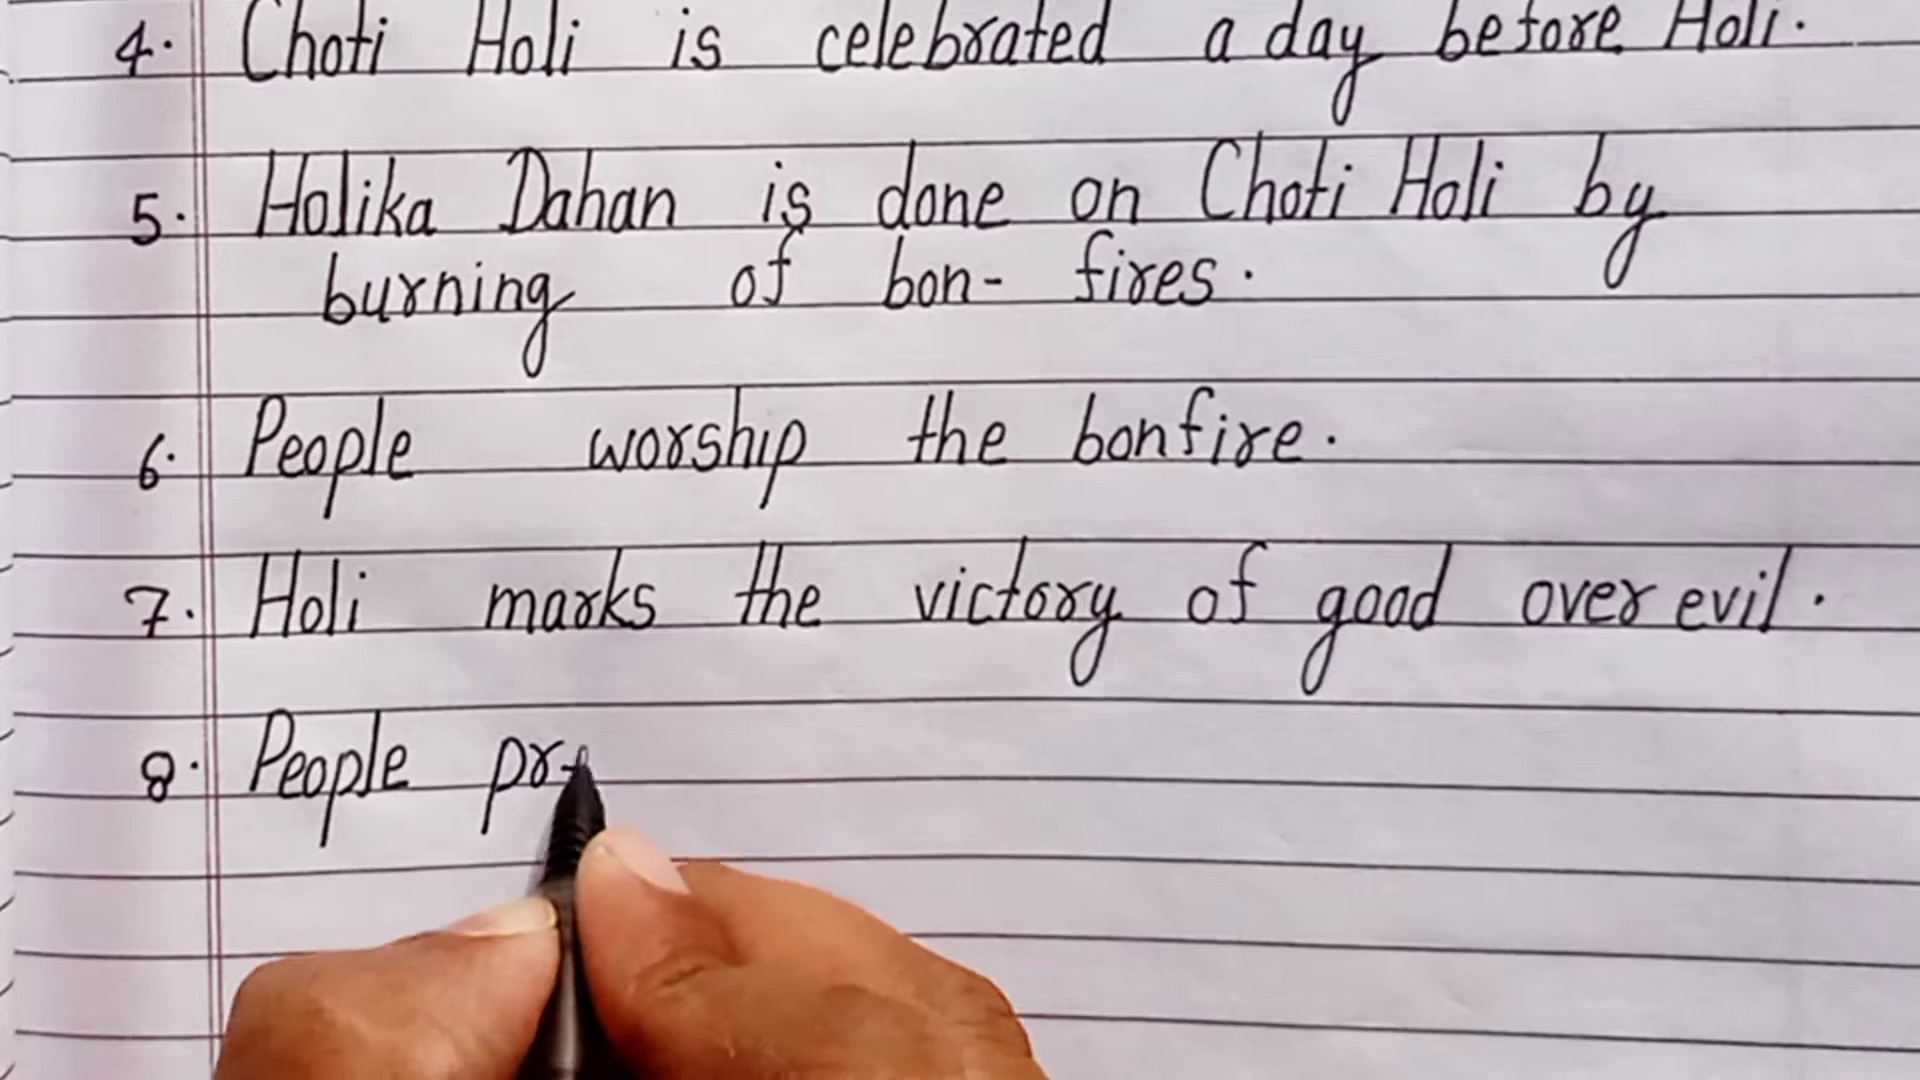 4. Choti Holi is celebrated a day before Holi.
5. Holika Dahan is done on Choti Holi by
burning of bon- fires.
6. People worship the bonfire.
7. Holi marks the victory of good over evil.
8. People pr